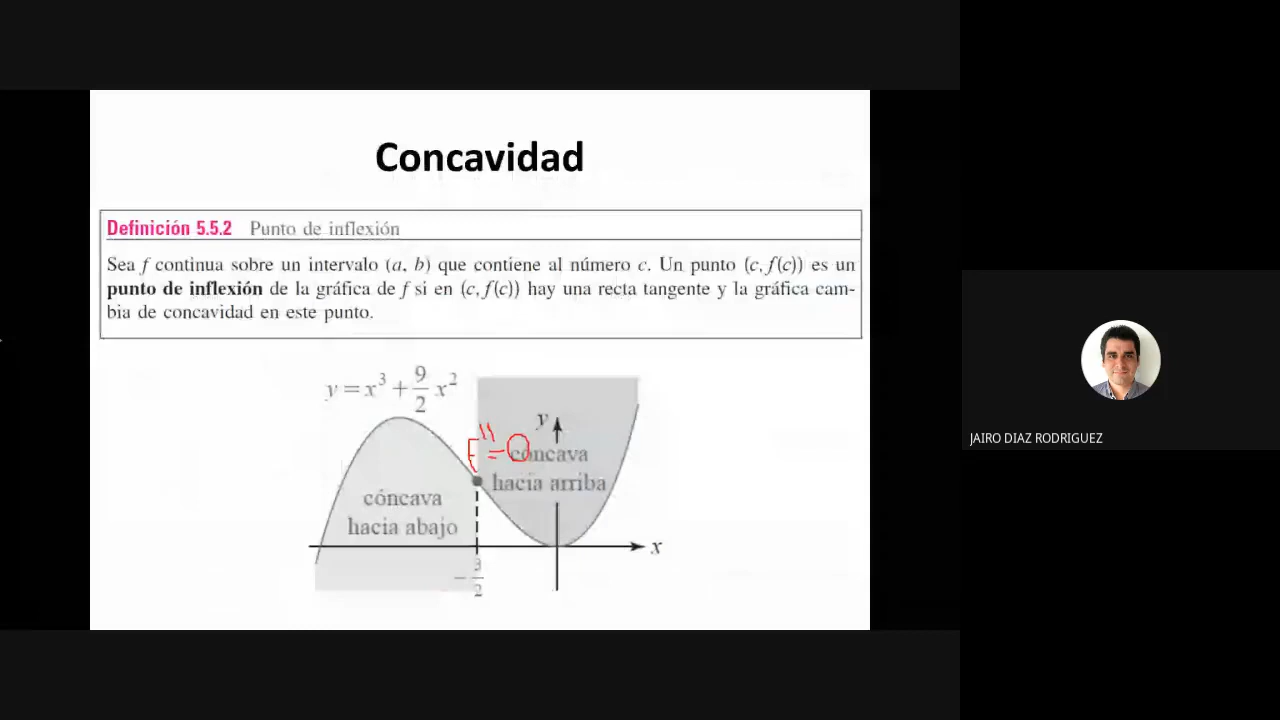 Concavidad
Definición 5.5.2 Punto de inflexión
Sea f continua sobre un intervalo (a, b) que contiene al número c. Un punto (c, f(c)) es un
punto de inflexión de la gráfica de f si en (c, f(c)) hay una recta tangente y la gráfica cam-
bia de concavidad en este punto.
y = x³ + 9/2 x²
y
F'' = 0
cóncava
hacia arriba
cóncava
hacia abajo
x
- 3/2
JAIRO DIAZ RODRIGUEZ